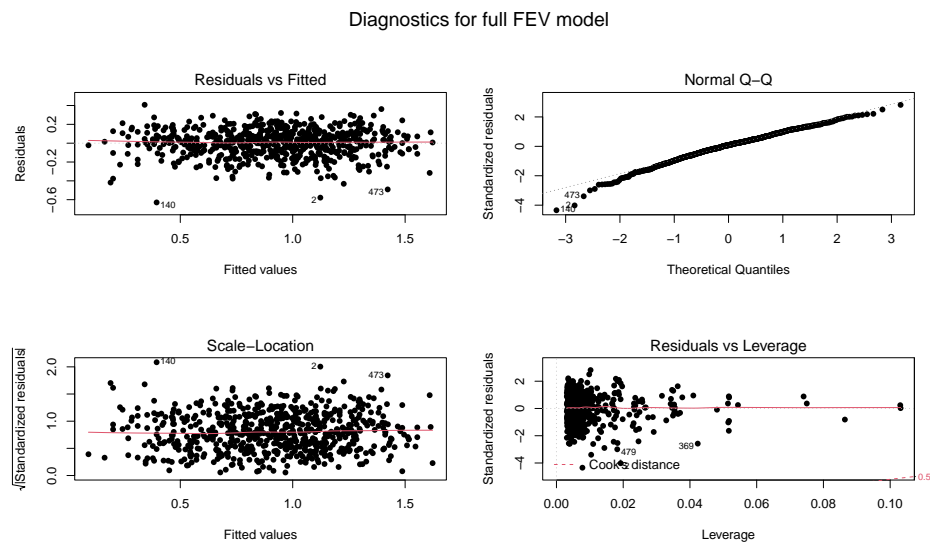 Diagnostics for full FEV model
Residuals vs Fitted
Residuals
−0.6 −0.2 0.2
140
2
473
0.5 1.0 1.5
Fitted values
Normal Q−Q
Standardized residuals
−4 −2 0 2
473
2
140
−3 −2 −1 0 1 2 3
Theoretical Quantiles
Scale−Location
√|Standardized residuals|
0.0 1.0 2.0
140
2
473
0.5 1.0 1.5
Fitted values
Residuals vs Leverage
Standardized residuals
−4 −2 0 2
369
479
2
Cook's distance
0.5
0.00 0.02 0.04 0.06 0.08 0.10
Leverage